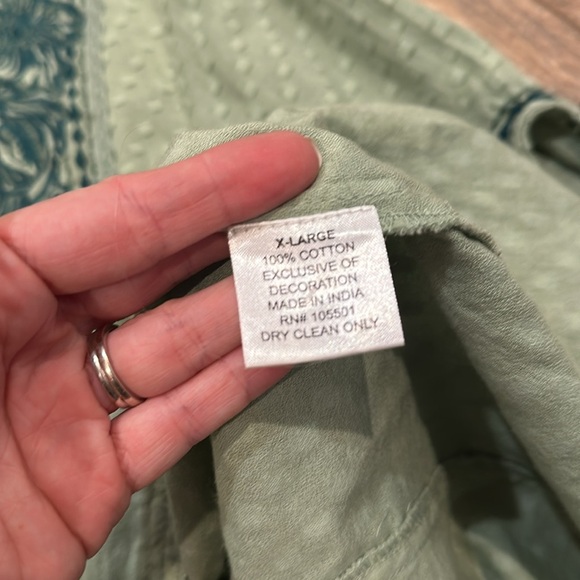 X-LARGE
100% COTTON
EXCLUSIVE OF
DECORATION
MADE IN INDIA
RN# 105501
DRY CLEAN ONLY